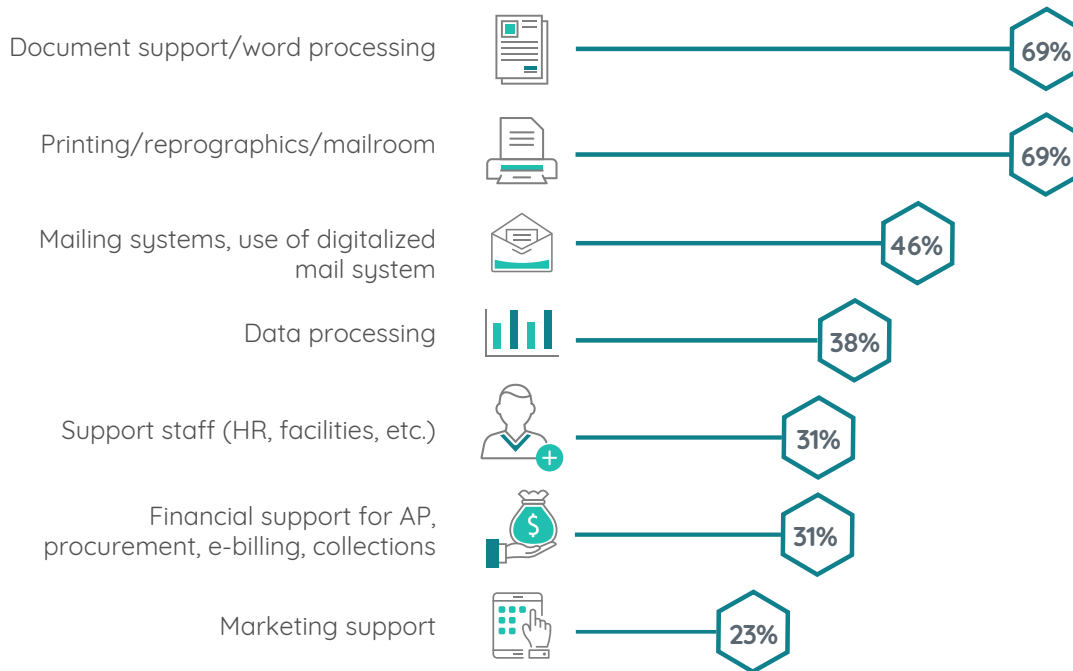 Document support/word processing
69%
Printing/reprographics/mailroom
69%
Mailing systems, use of digitalized
mail system
46%
Data processing
38%
Support staff (HR, facilities, etc.)
31%
Financial support for AP,
procurement, e-billing, collections
$
31%
Marketing support
23%